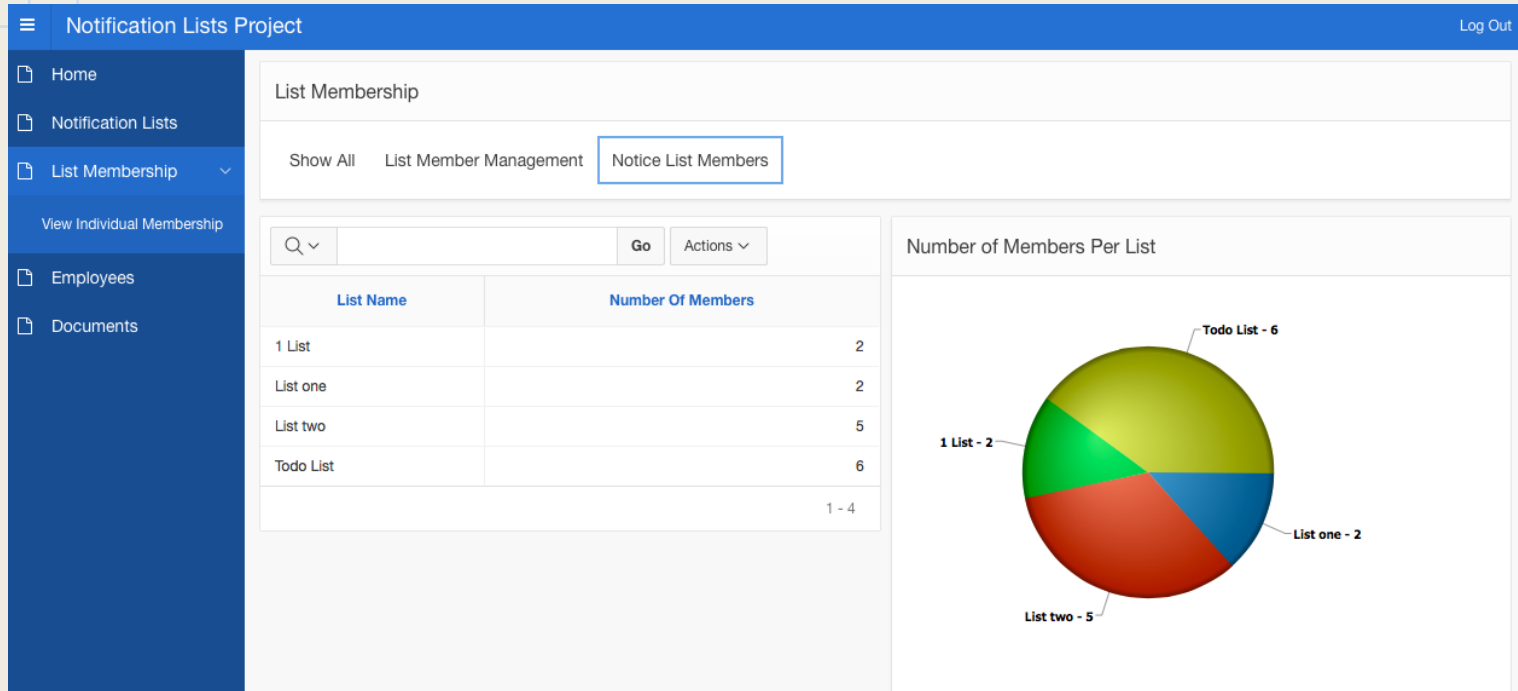 Notification Lists Project
Log Out
Home
Notification Lists
List Membership
View Individual Membership
Employees
Documents
List Membership
Show All List Member Management Notice List Members
Go Actions
List Name Number Of Members
1 List 2
List one 2
List two 5
Todo List 6
1 - 4
Number of Members Per List
Todo List - 6
1 List - 2
List one - 2
List two - 5